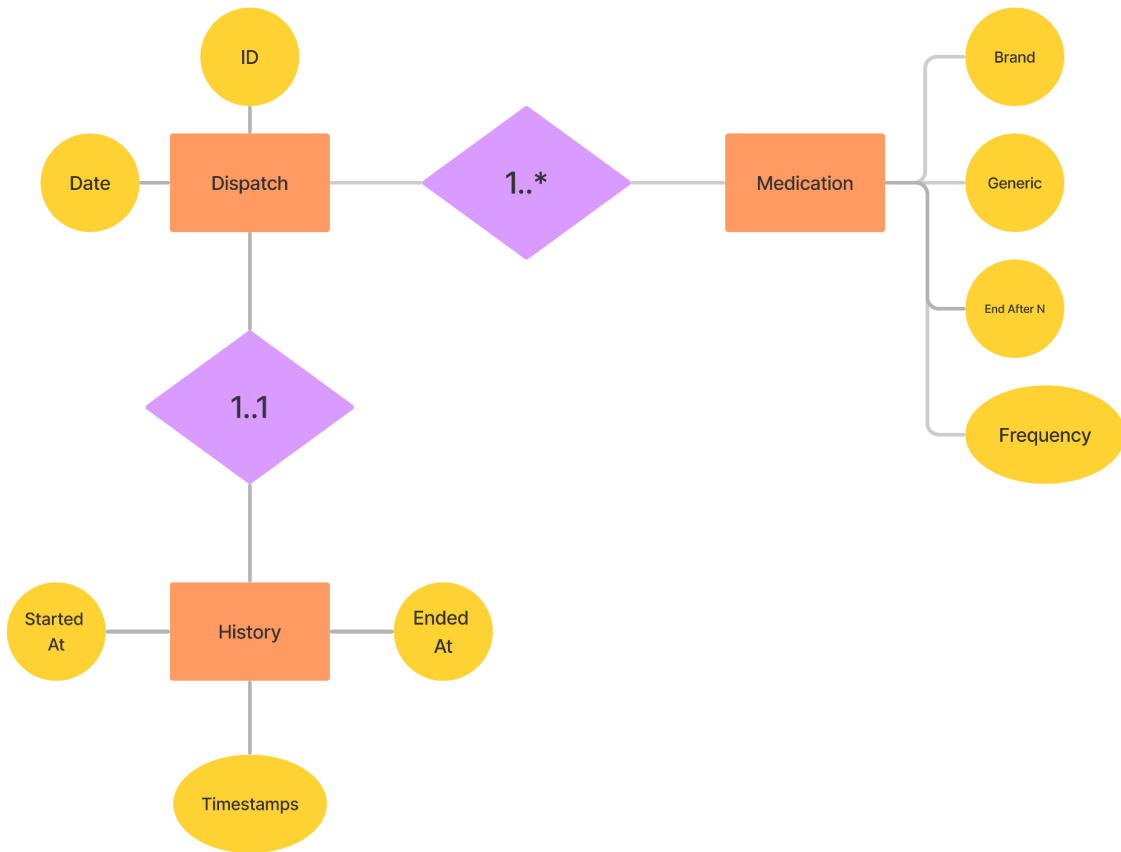 ID
Brand
Date
Dispatch
1..*
Medication
Generic
End After N
1..1
Frequency
Started
At
History
Ended
At
Timestamps